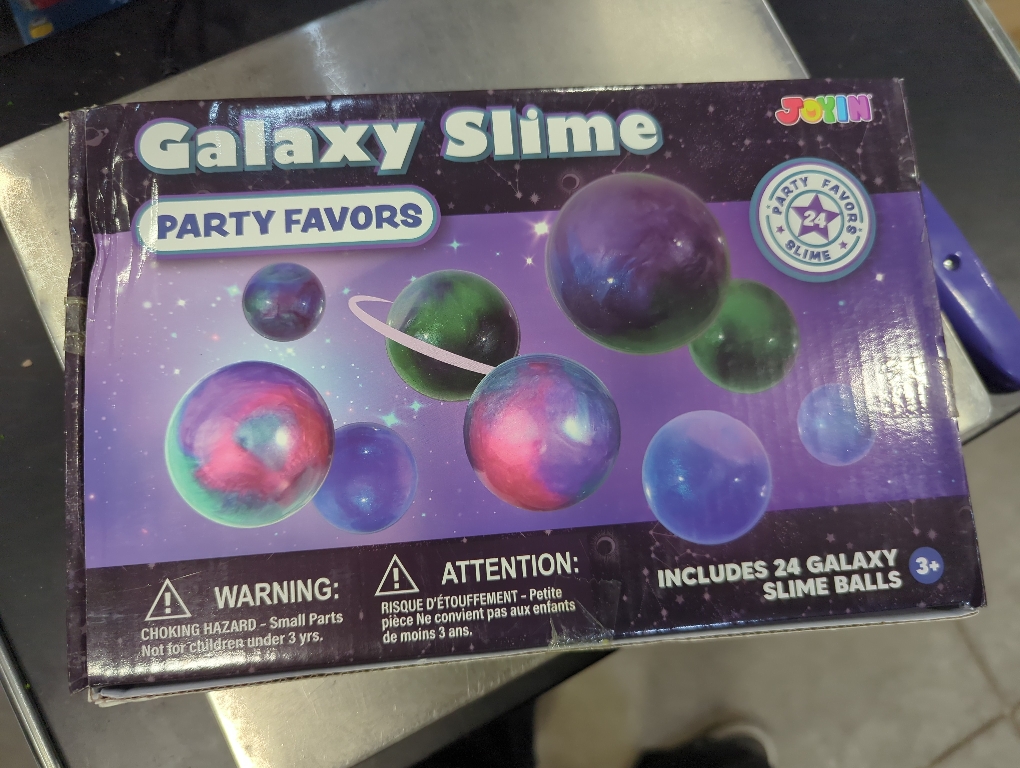 Galaxy Slime
JOYIN
PARTY FAVORS
PARTY FAVORS
24
SLIME
WARNING:
CHOKING HAZARD - Small Parts
Not for children under 3 yrs.
ATTENTION:
RISQUE D'ÉTOUFFEMENT - Petite
pièce Ne convient pas aux enfants
de moins 3 ans.
INCLUDES 24 GALAXY
SLIME BALLS
3+